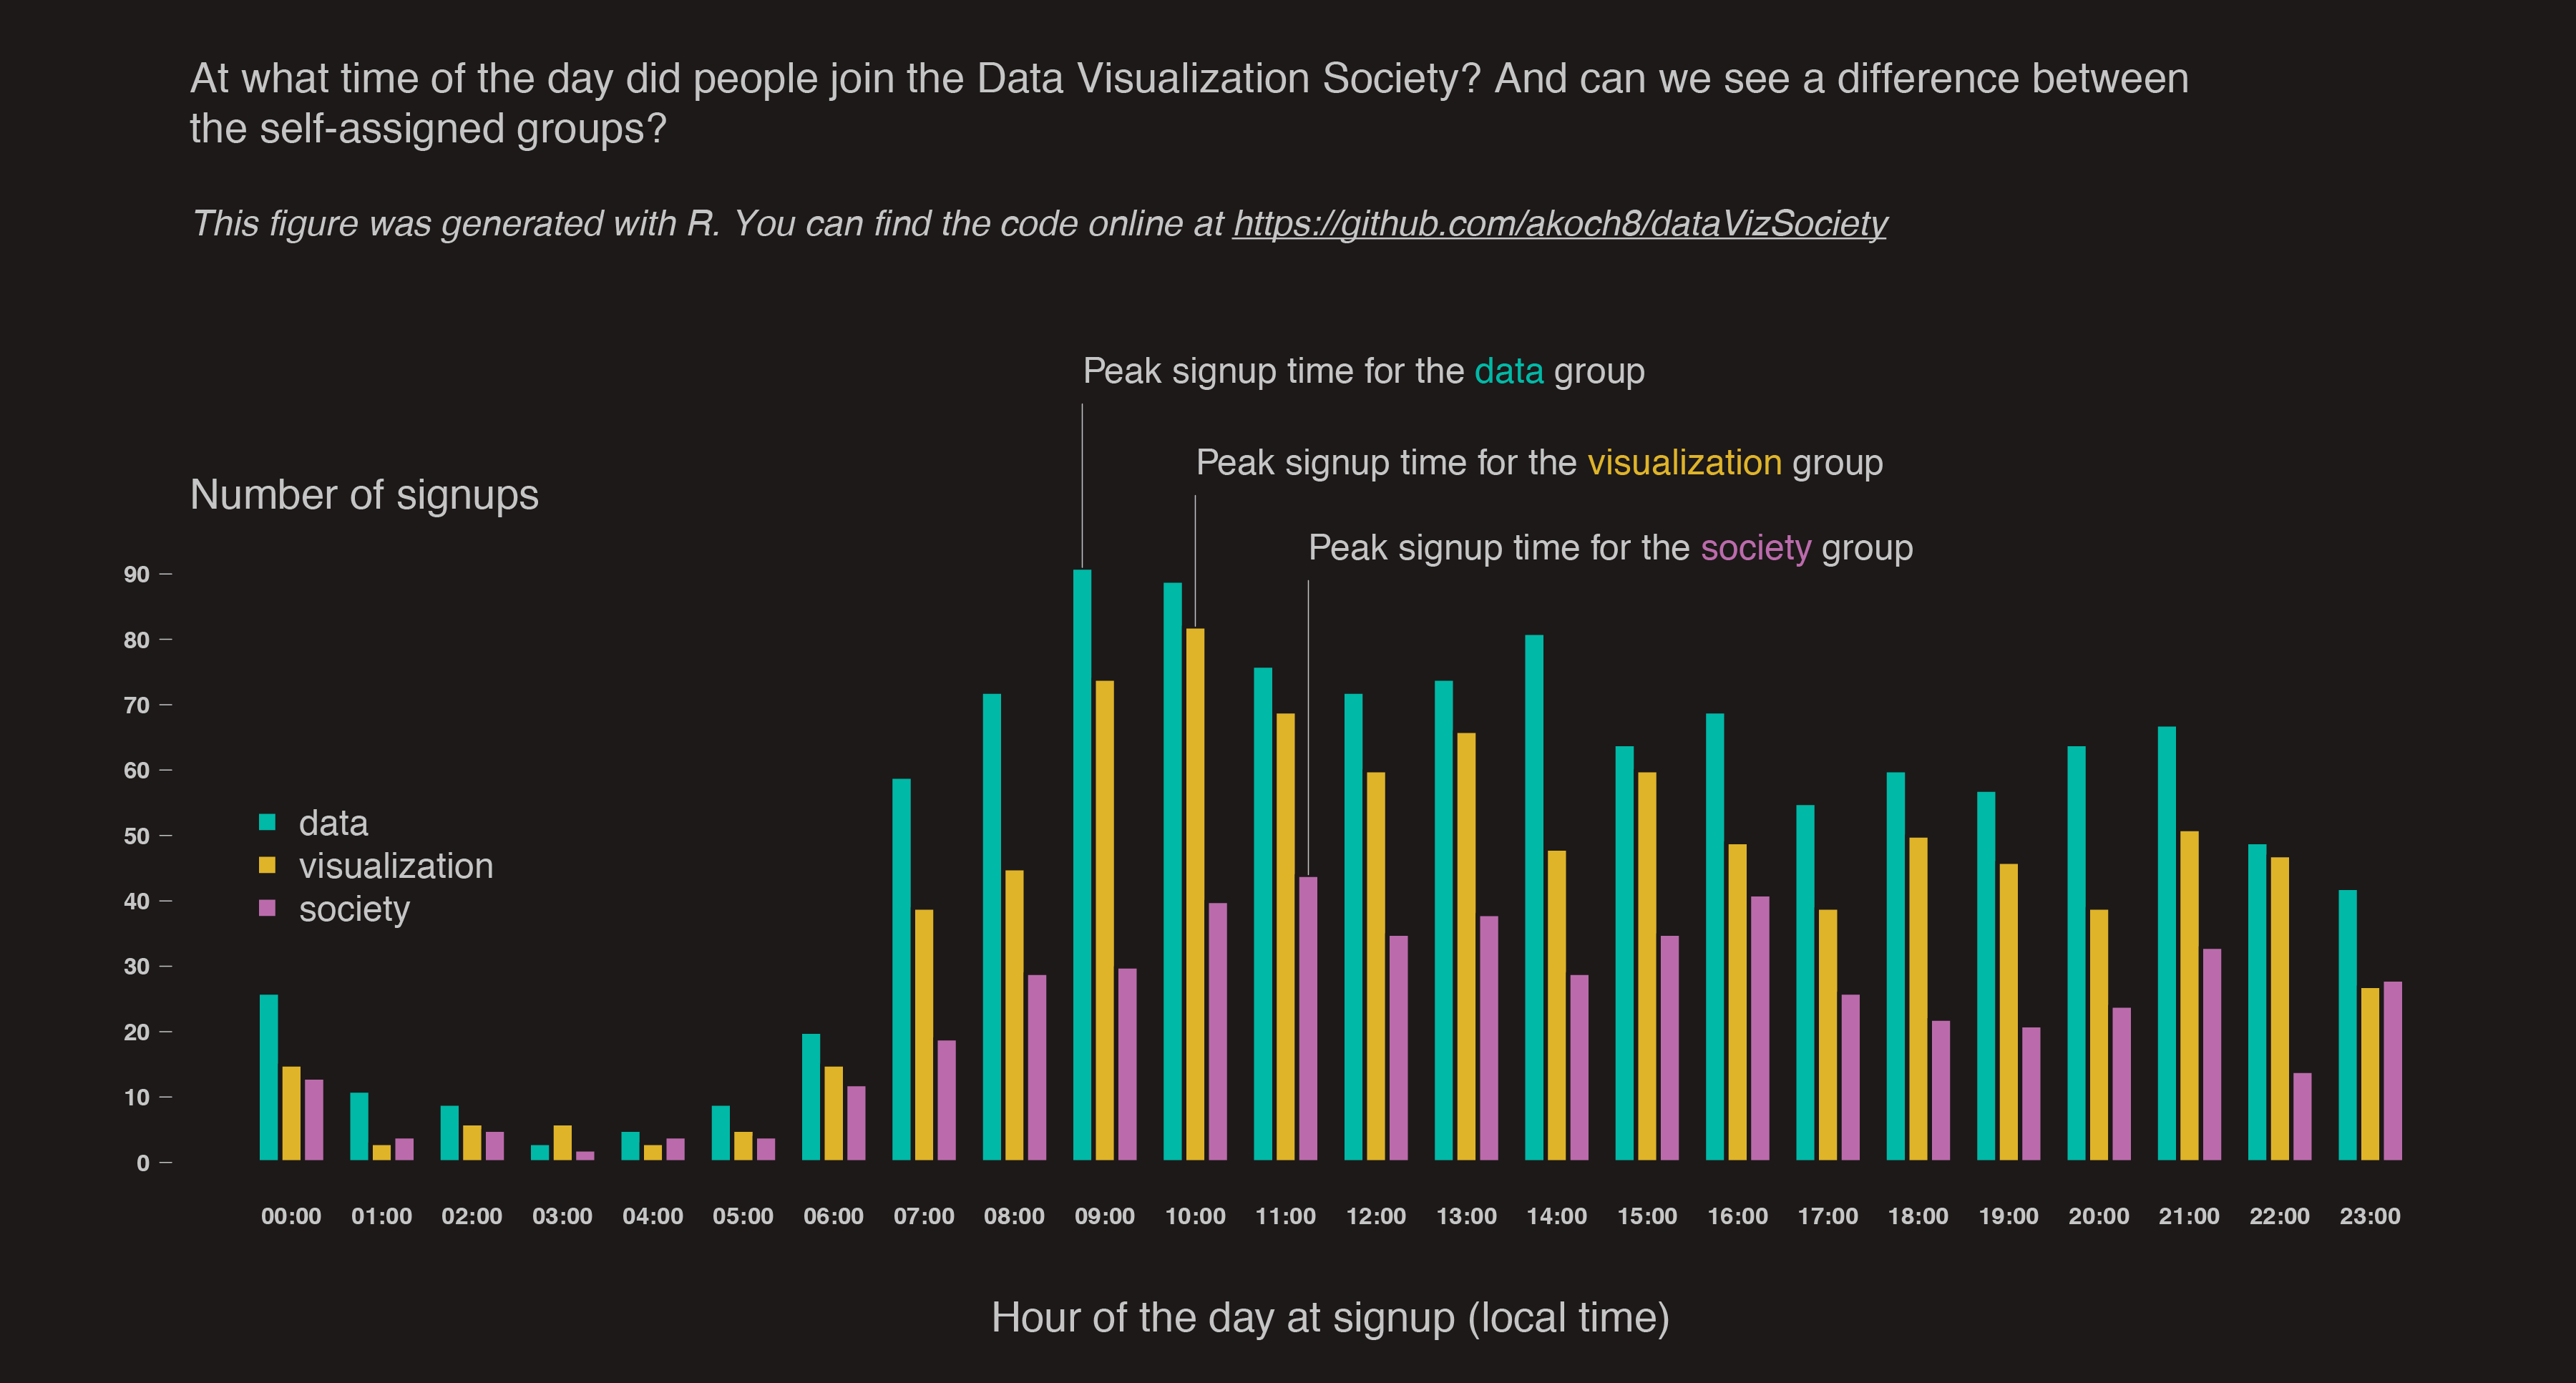 At what time of the day did people join the Data Visualization Society? And can we see a difference between
the self-assigned groups?
This figure was generated with R. You can find the code online at https://github.com/akoch8/dataVizSociety
Peak signup time for the data group
Peak signup time for the visualization group
Number of signups
Peak signup time for the society group
90
80
70
60
50
40
30
20
10
0
data
visualization
society
00:00 01:00 02:00 03:00 04:00 05:00 06:00 07:00 08:00 09:00 10:00 11:00 12:00 13:00 14:00 15:00 16:00 17:00 18:00 19:00 20:00 21:00 22:00 23:00
Hour of the day at signup (local time)